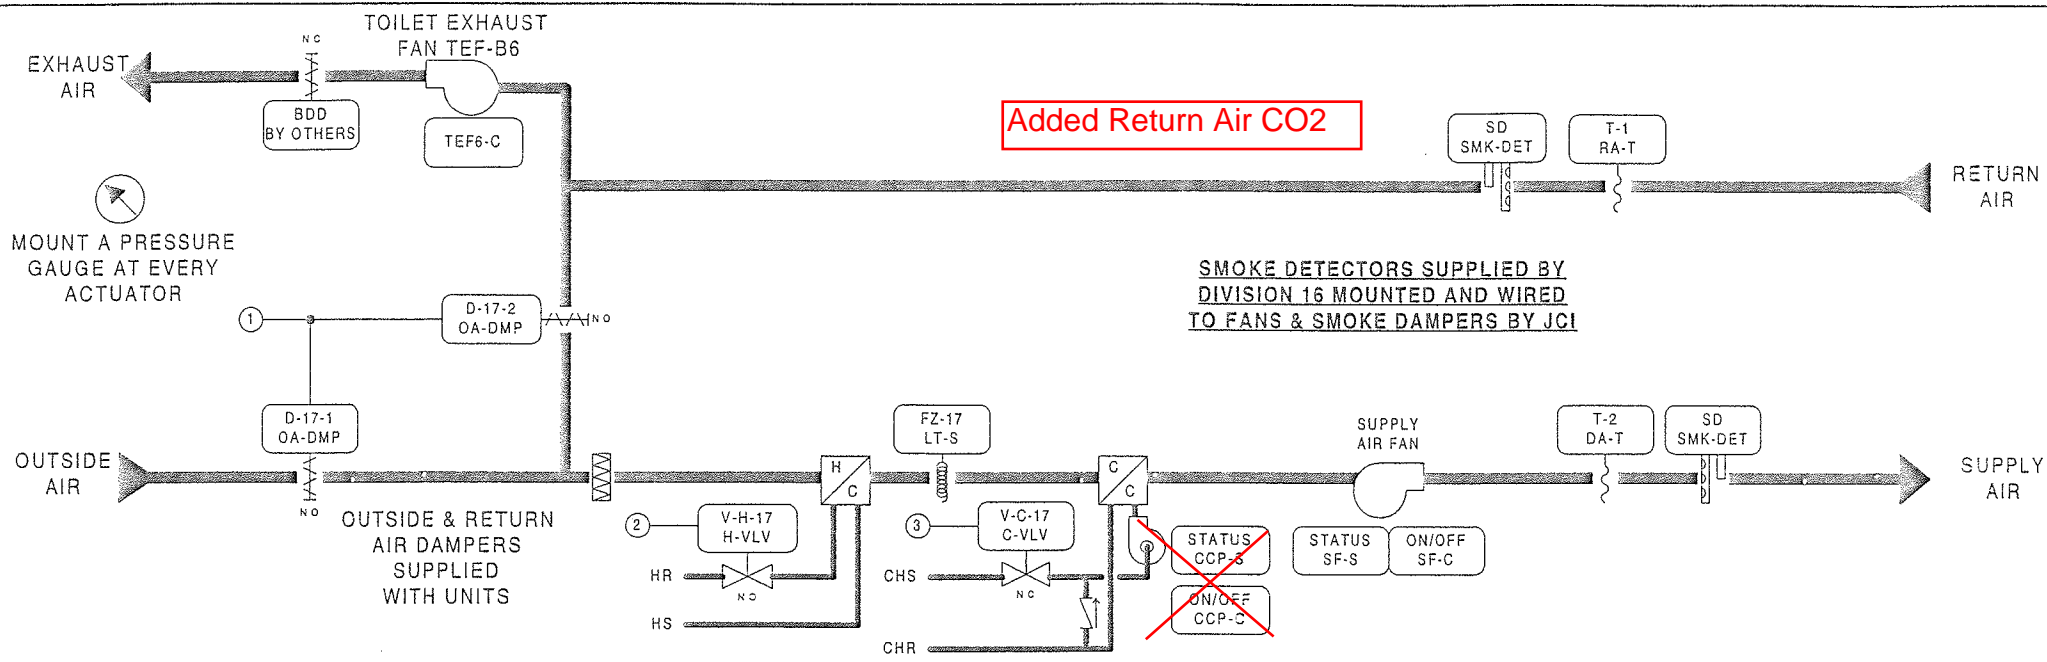 TOILET EXHAUST
FAN TEF-B6
NC
EXHAUST
AIR
BDD
BY OTHERS
TEF6-C
Added Return Air CO2
SD
SMK-DET
T-1
RA-T
RETURN
AIR
MOUNT A PRESSURE
GAUGE AT EVERY
ACTUATOR
SMOKE DETECTORS SUPPLIED BY
DIVISION 16 MOUNTED AND WIRED
TO FANS & SMOKE DAMPERS BY JCI
1
D-17-2
OA-DMP
NO
D-17-1
OA-DMP
OUTSIDE
AIR
NO
OUTSIDE & RETURN
AIR DAMPERS
SUPPLIED
WITH UNITS
H
C
FZ-17
LT-S
C
C
SUPPLY
AIR FAN
T-2
DA-T
SD
SMK-DET
SUPPLY
AIR
2
V-H-17
H-VLV
HR
NO
HS
3
V-C-17
C-VLV
CHS
NC
CHR
STATUS
CCP-S
ON/OFF
CCP-C
STATUS
SF-S
ON/OFF
SF-C